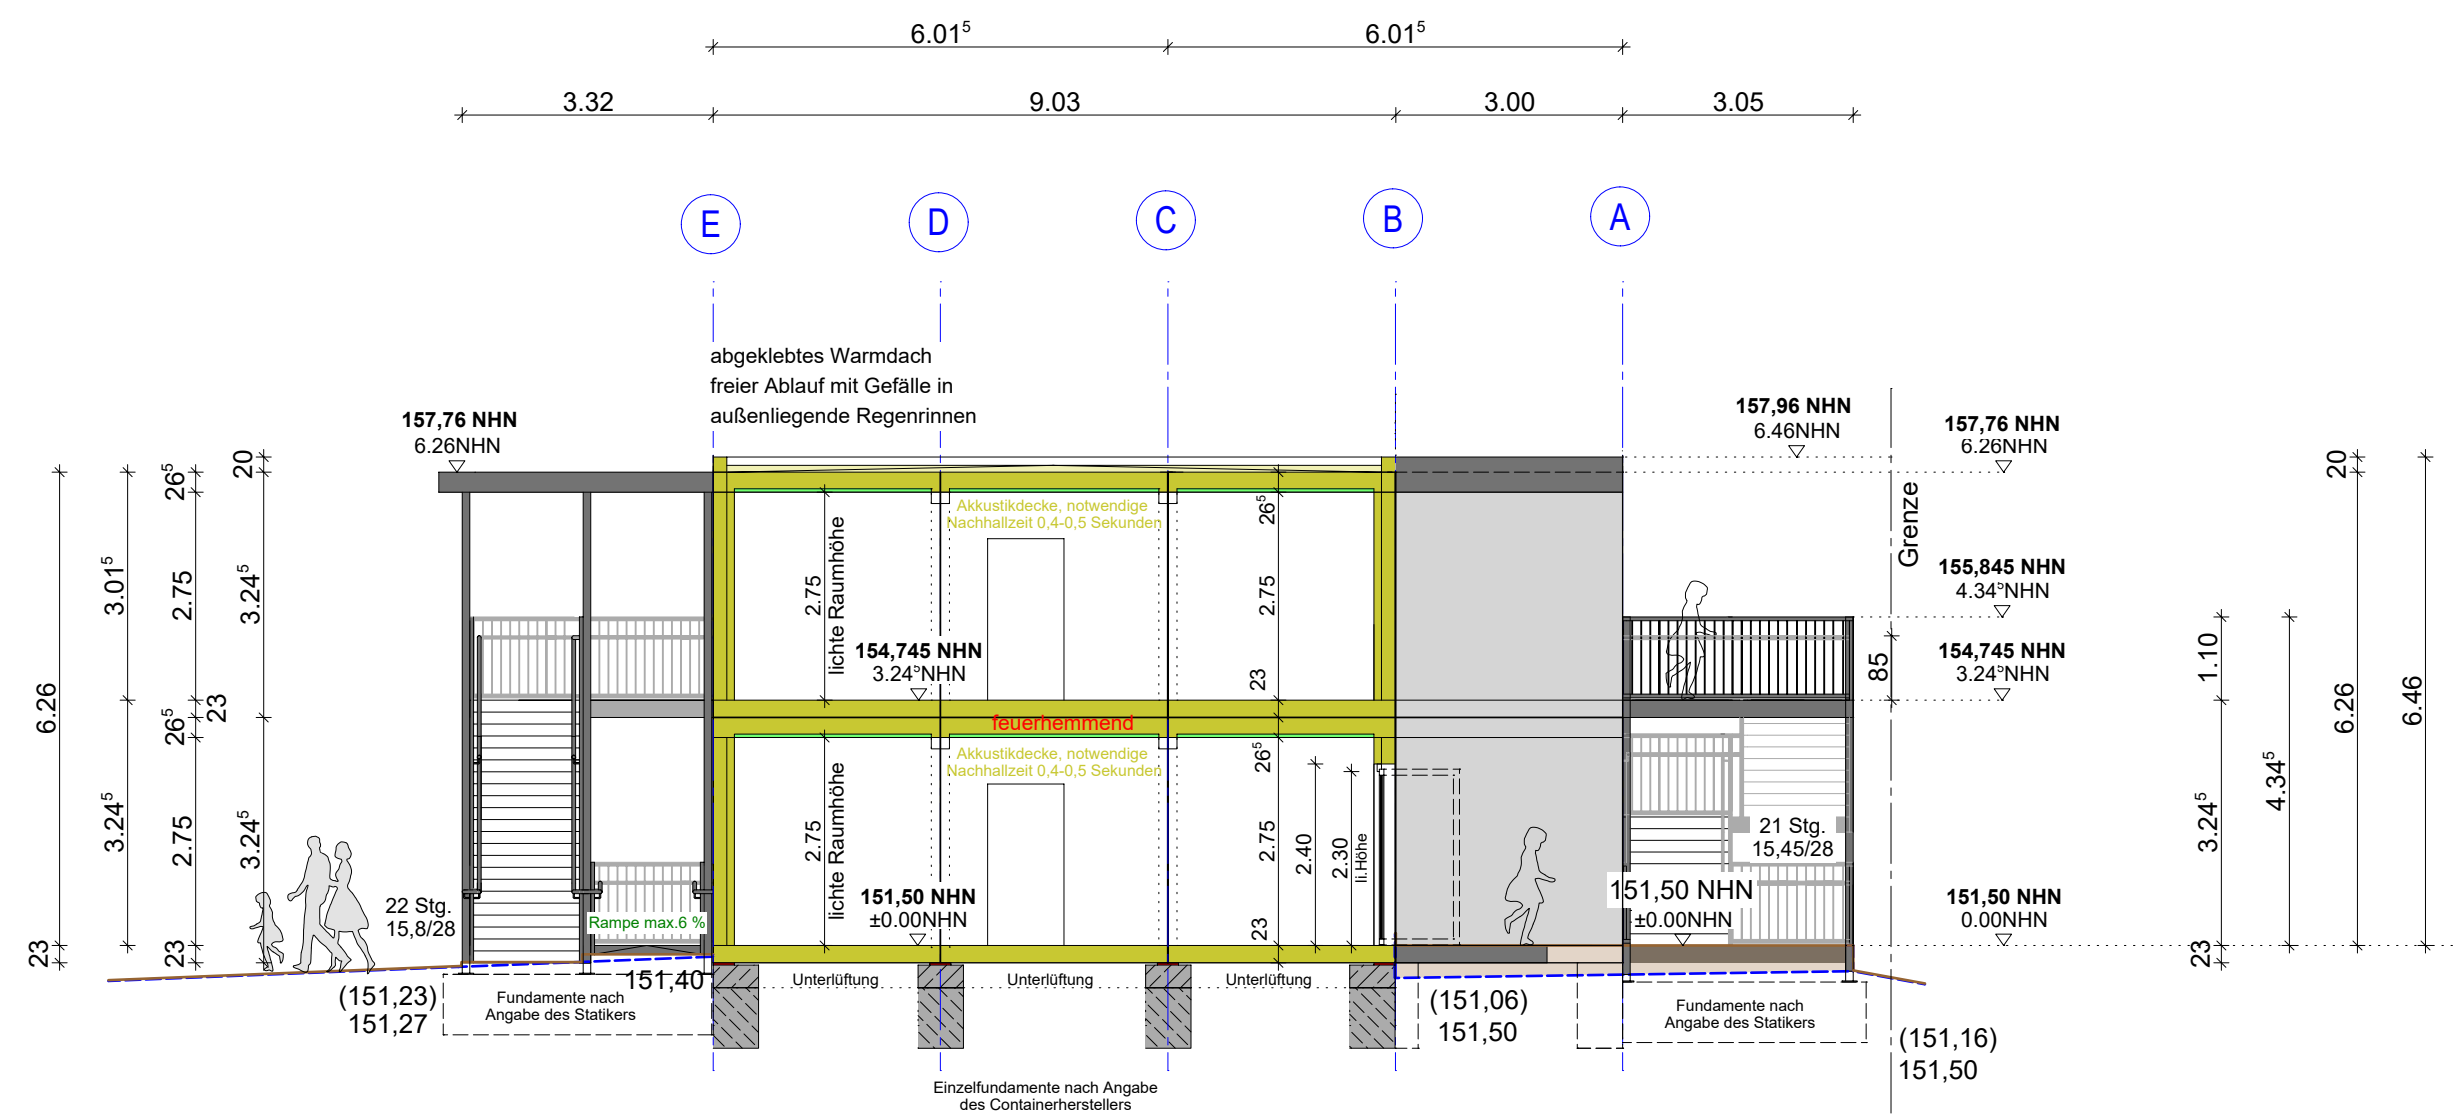 6.01⁵ 6.01⁵
3.32 9.03 3.00 3.05
E D C B A
abgeklebtes Warmdach
freier Ablauf mit Gefälle in
außenliegende Regenrinnen
157,76 NHN
6.26NHN
157,96 NHN
6.46NHN
157,76 NHN
6.26NHN
Grenze
155,845 NHN
4.34⁵NHN
154,745 NHN
3.24⁵NHN
151,50 NHN
0.00NHN
6.26
23
3.01⁵
3.24⁵
26⁵
2.75
26⁵
2.75
23
20
3.24⁵
23
3.24⁵
Akkustikdecke, notwendige
Nachhallzeit 0,4-0,5 Sekunden
2.75
lichte Raumhöhe
26⁵
2.75
23
154,745 NHN
3.24⁵NHN
feuerhemmend
Akkustikdecke, notwendige
Nachhallzeit 0,4-0,5 Sekunden
2.75
lichte Raumhöhe
26⁵
2.75
23
2.40
2.30
li.Höhe
151,50 NHN
±0.00NHN
22 Stg.
15,8/28
Rampe max.6 %
21 Stg.
15,45/28
151,50 NHN
±0.00NHN
85
1.10
3.24⁵
23
4.34⁵
20
6.26
6.46
(151,23)
151,27
151,40
Fundamente nach
Angabe des Statikers
Unterlüftung Unterlüftung Unterlüftung
(151,06)
151,50
Fundamente nach
Angabe des Statikers
(151,16)
151,50
Einzelfundamente nach Angabe
des Containerherstellers